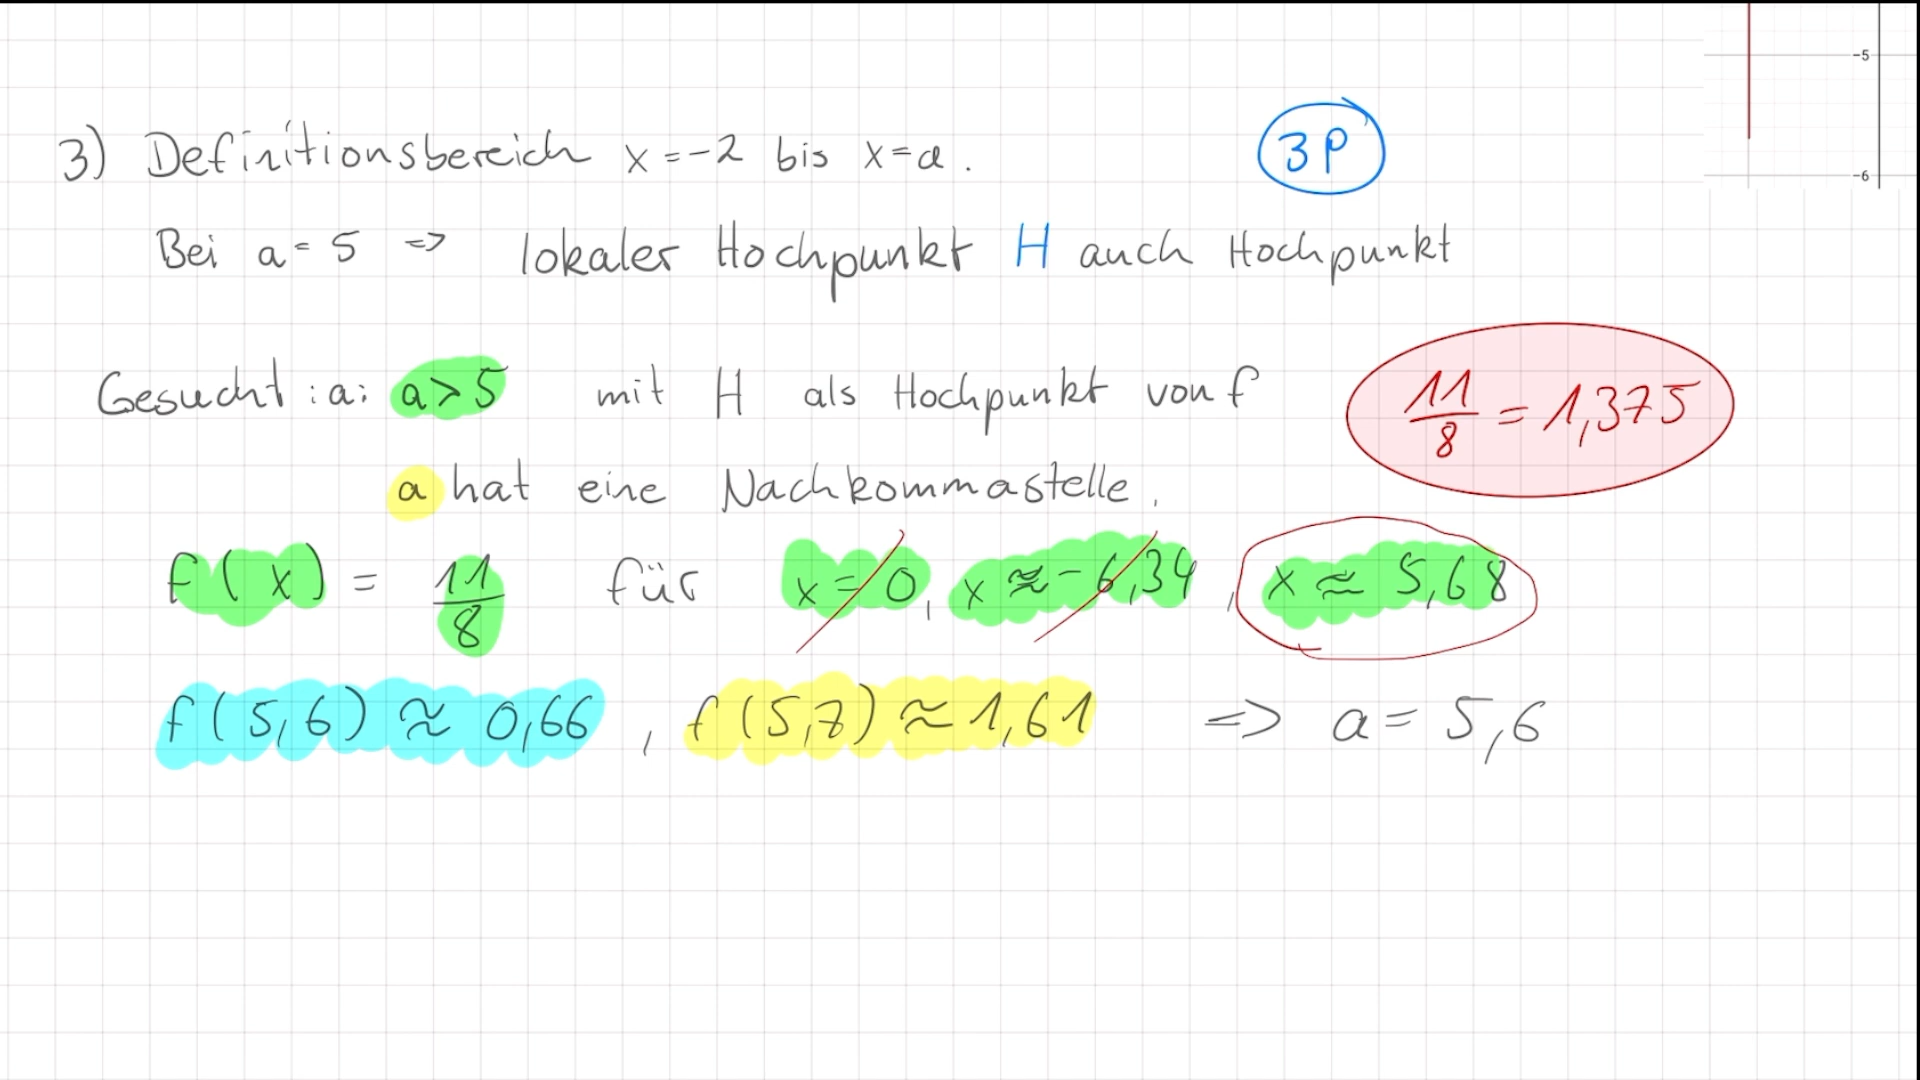 -5
3) Definitionsbereich x=-2 bis x=a. 3P
-6
Bei a=5 => lokaler Hochpunkt H auch Hochpunkt
Gesucht: a: a>5 mit H als Hochpunkt von f
11/8 = 1,375
a hat eine Nachkommastelle.
f(x) = 11/8 für x=0, x≈-6,34, x≈5,68
f(5,6)≈0,66, f(5,7)≈1,61 => a=5,6